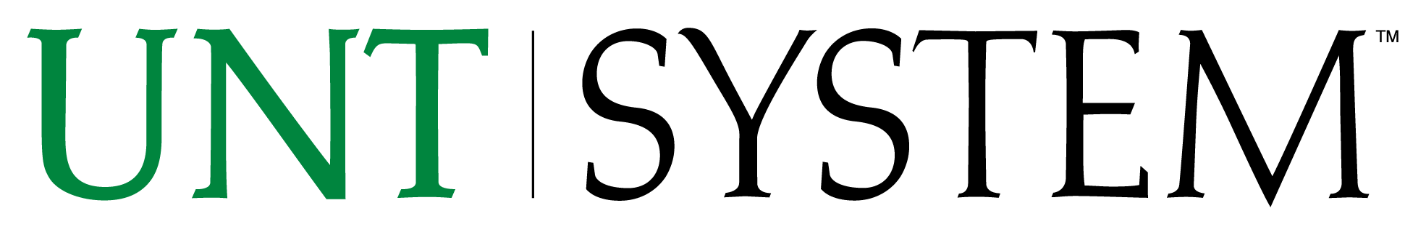 UNT | SYSTEM™